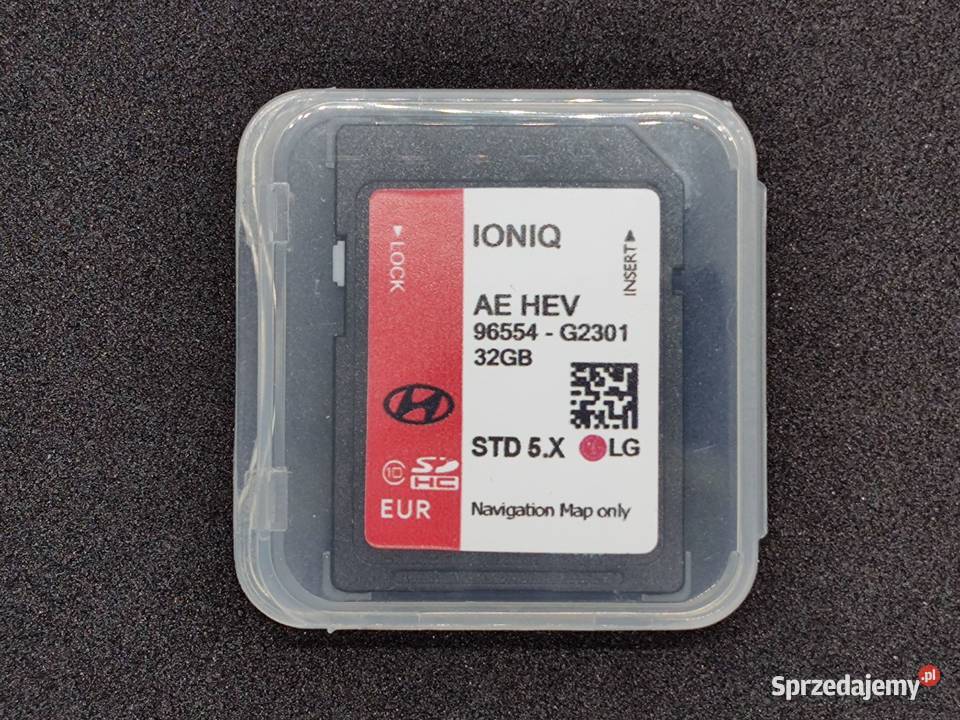 LOCK
IONIQ
INSERT
AE HEV
96554 - G2301
32GB
STD 5.X LG
10 SD HC
EUR
Navigation Map only
Sprzedajemy.pl